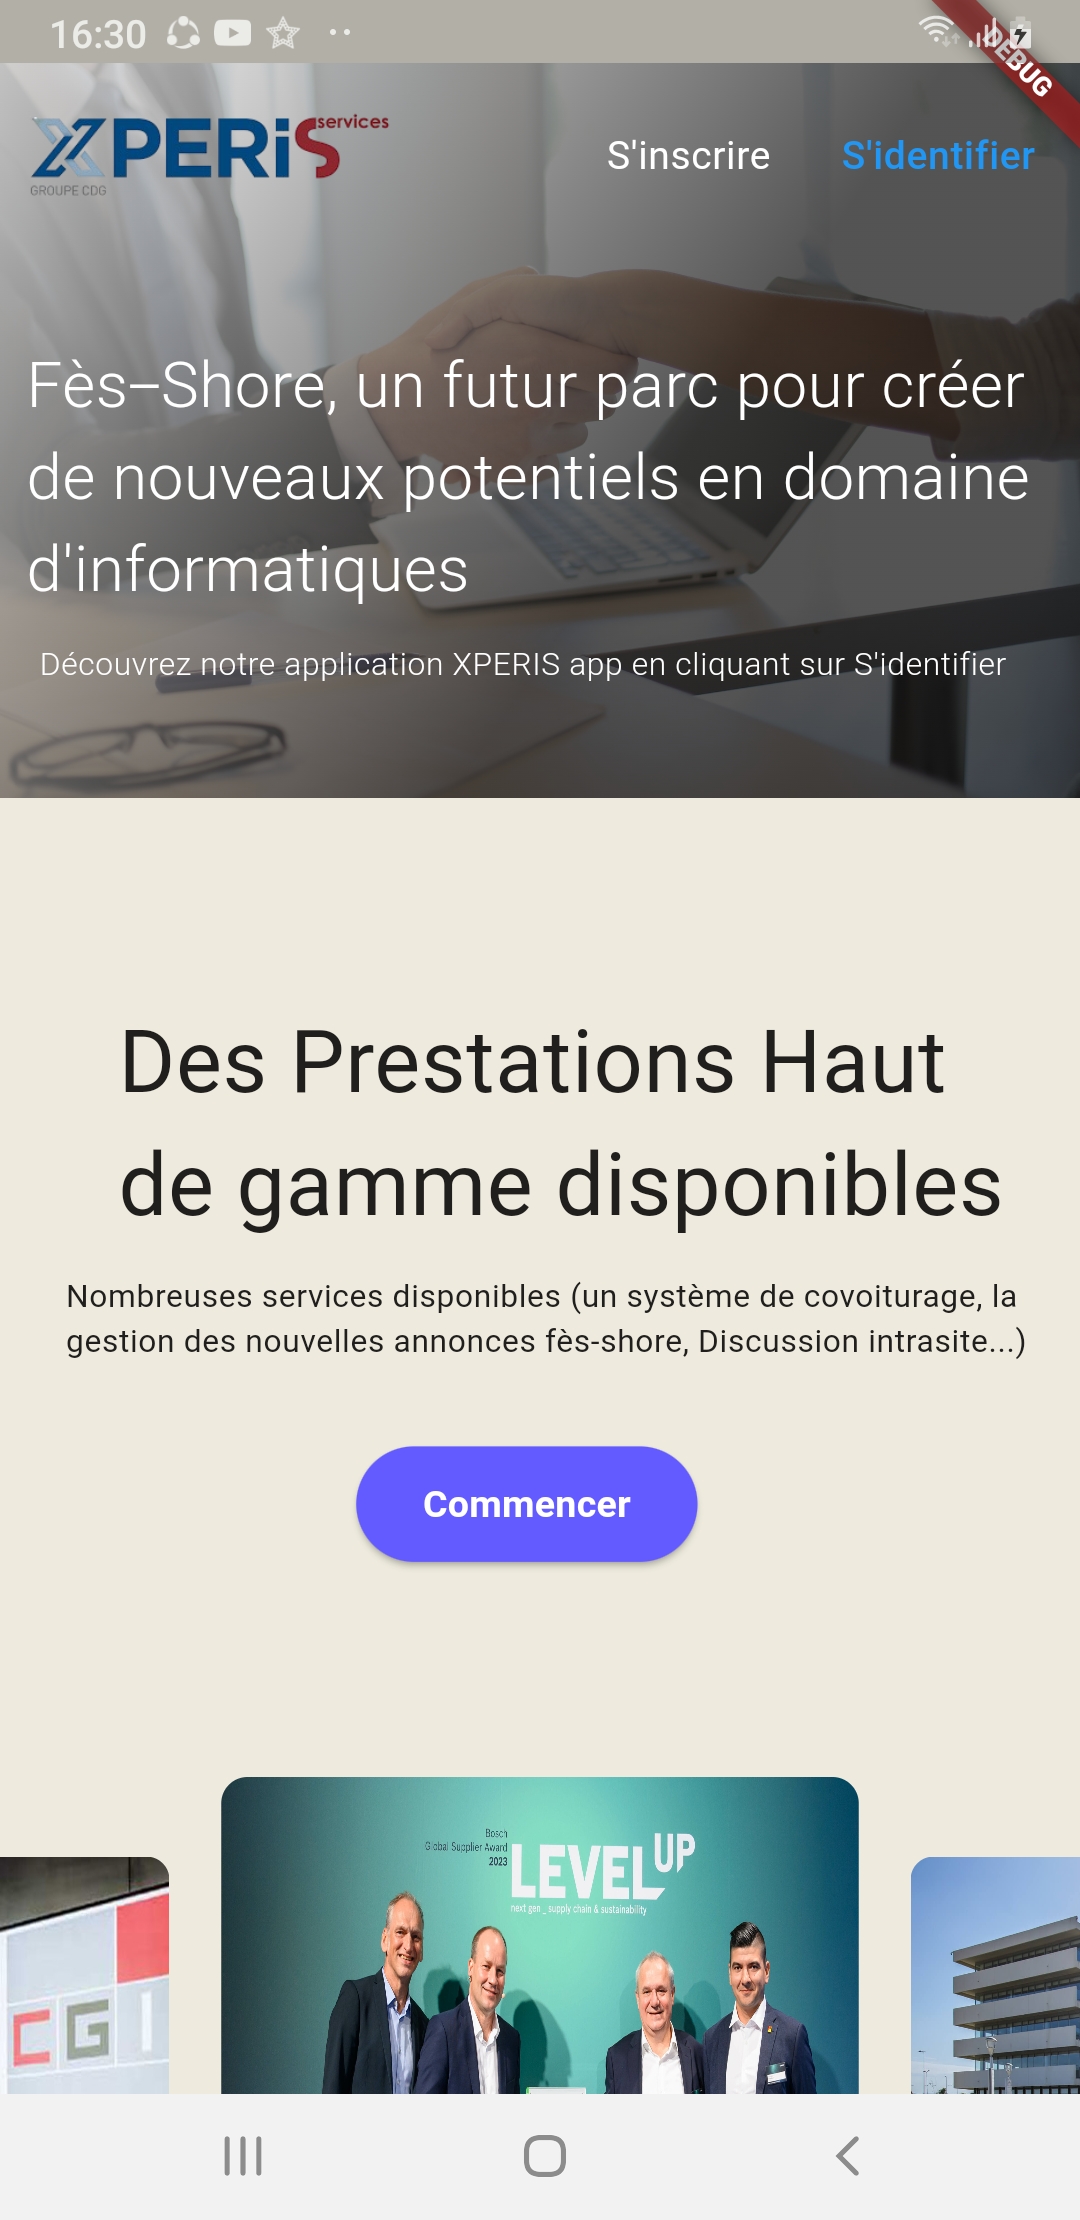 16:30
DEBUG
XPERiS services
GROUPE CDG
S'inscrire
S'identifier
Fès–Shore, un futur parc pour créer
de nouveaux potentiels en domaine
d'informatiques
Découvrez notre application XPERIS app en cliquant sur S'identifier
Des Prestations Haut
de gamme disponibles
Nombreuses services disponibles (un système de covoiturage, la
gestion des nouvelles annonces fès-shore, Discussion intrasite...)
Commencer
Bosch
Global Supplier Award
2023
LEVEL UP
next gen _ supply chain & sustainability
CGI